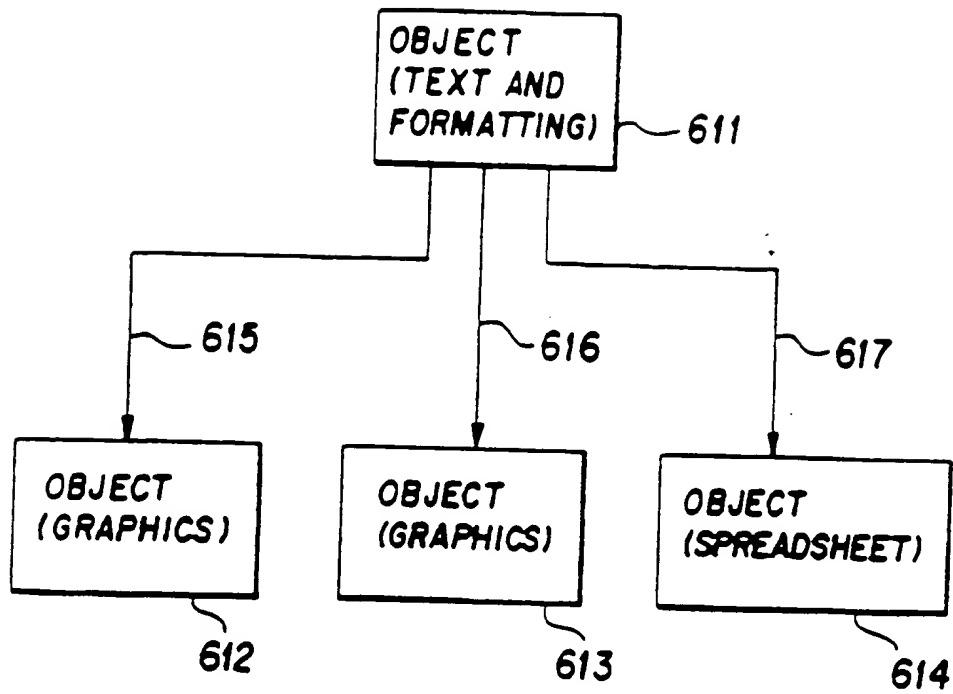 OBJECT
(TEXT AND
FORMATTING)
611
615
616
617
OBJECT
(GRAPHICS)
OBJECT
(GRAPHICS)
OBJECT
(SPREADSHEET)
612
613
614